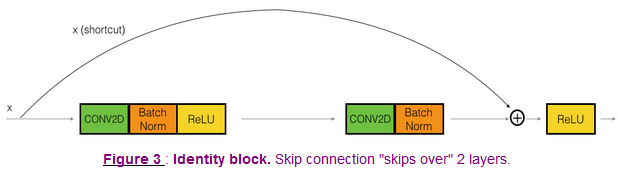 x (shortcut)
x
CONV2D
Batch
Norm
ReLU
CONV2D
Batch
Norm
ReLU
Figure 3 : Identity block. Skip connection "skips over" 2 layers.